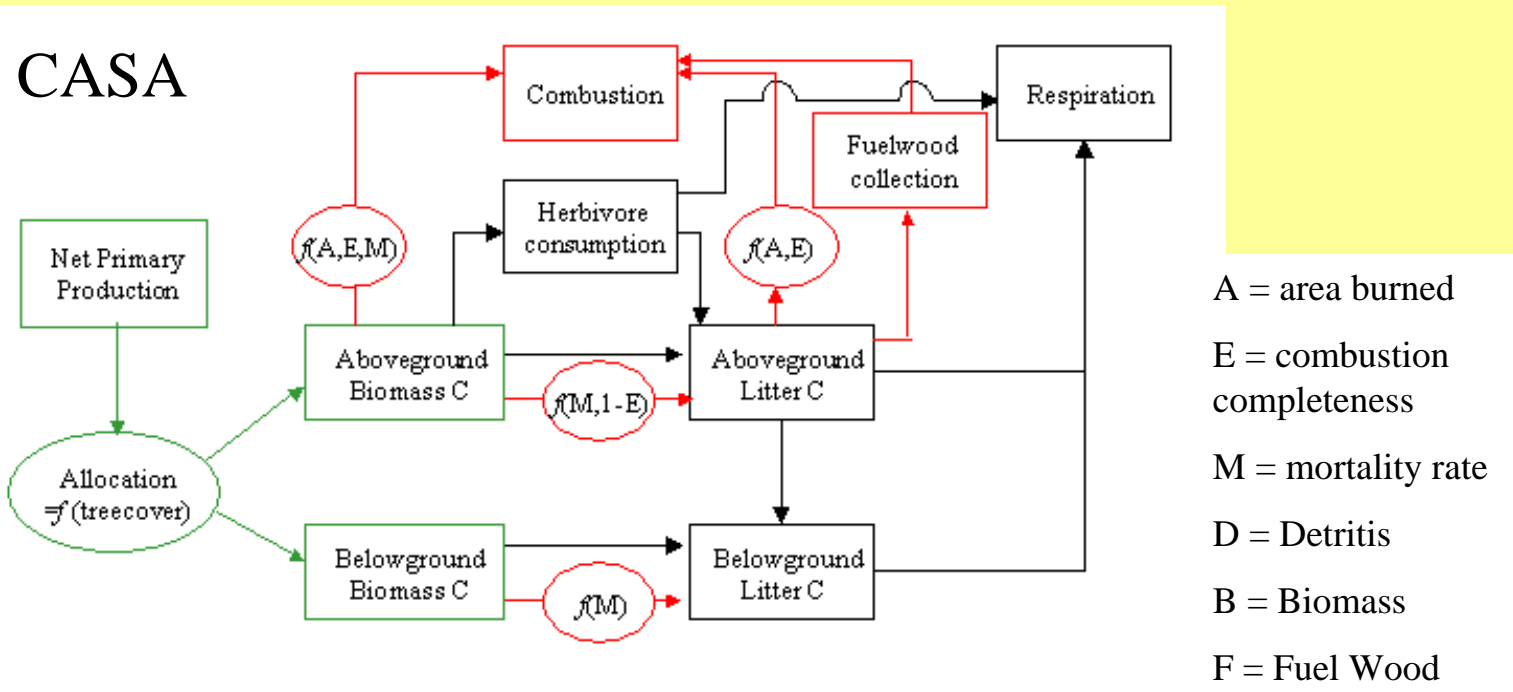 CASA
Combustion
Respiration
Fuelwood
collection
Herbivore
consumption
f(A,E,M)
f(A,E)
Net Primary
Production
Aboveground
Biomass C
f(M,1-E)
Aboveground
Litter C
Allocation
=f (treecover)
Belowground
Biomass C
f(M)
Belowground
Litter C
A = area burned
E = combustion
completeness
M = mortality rate
D = Detritis
B = Biomass
F = Fuel Wood